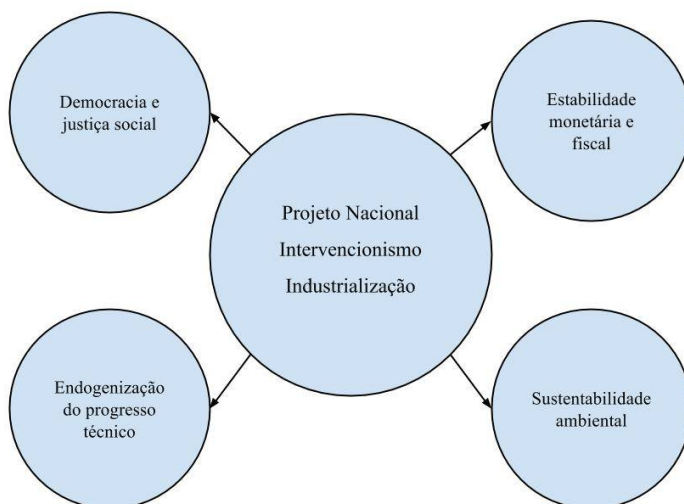 Democracia e
justiça social
Estabilidade
monetária e
fiscal
Projeto Nacional
Intervencionismo
Industrialização
Endogenização
do progresso
técnico
Sustentabilidade
ambiental